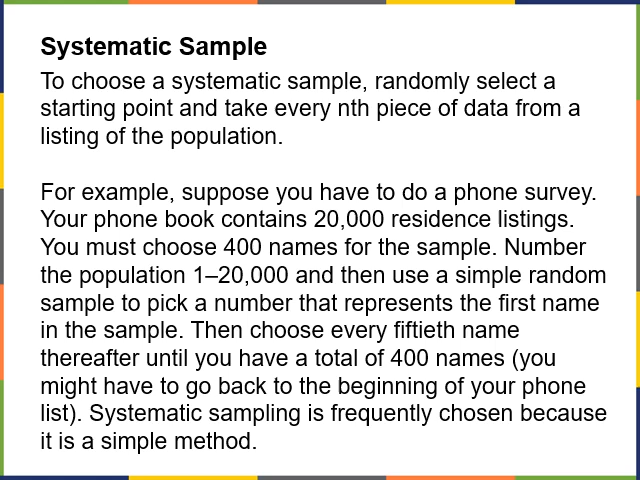 Systematic Sample
To choose a systematic sample, randomly select a
starting point and take every nth piece of data from a
listing of the population.
For example, suppose you have to do a phone survey.
Your phone book contains 20,000 residence listings.
You must choose 400 names for the sample. Number
the population 1–20,000 and then use a simple random
sample to pick a number that represents the first name
in the sample. Then choose every fiftieth name
thereafter until you have a total of 400 names (you
might have to go back to the beginning of your phone
list). Systematic sampling is frequently chosen because
it is a simple method.